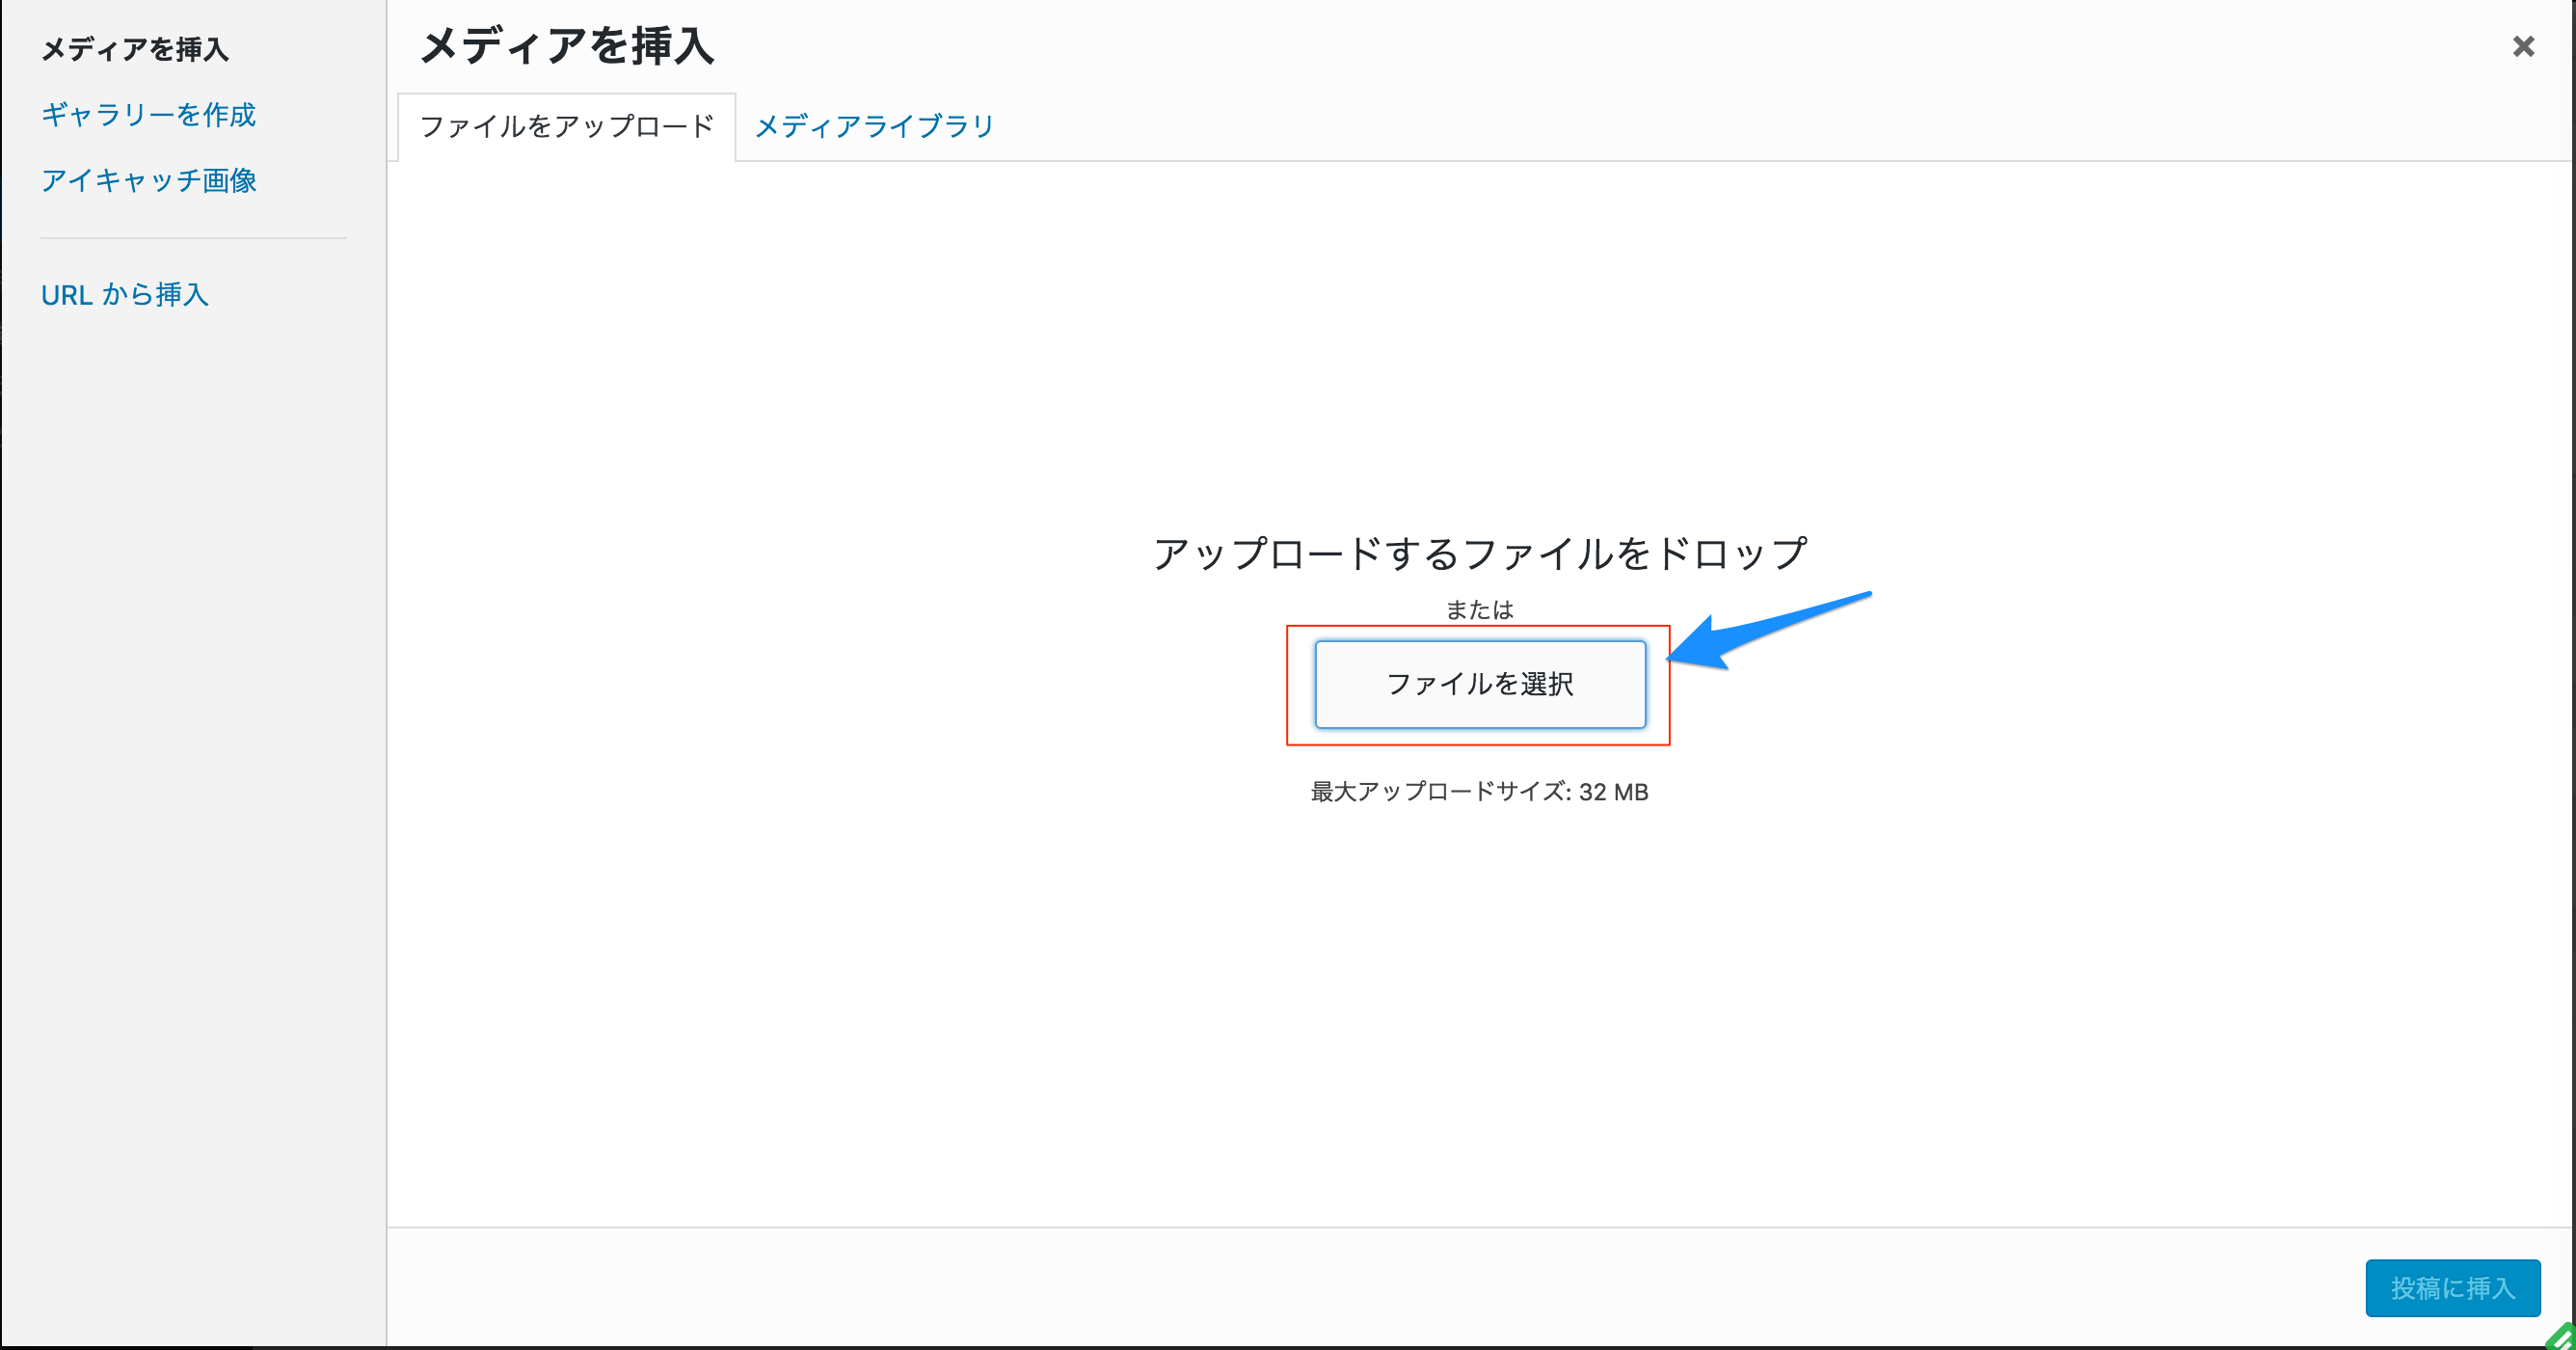 メディアを挿入
ギャラリーを作成
アイキャッチ画像
URL から挿入
メディアを挿入
ファイルをアップロード
メディアライブラリ
アップロードするファイルをドロップ
または
ファイルを選択
最大アップロードサイズ: 32 MB
投稿に挿入